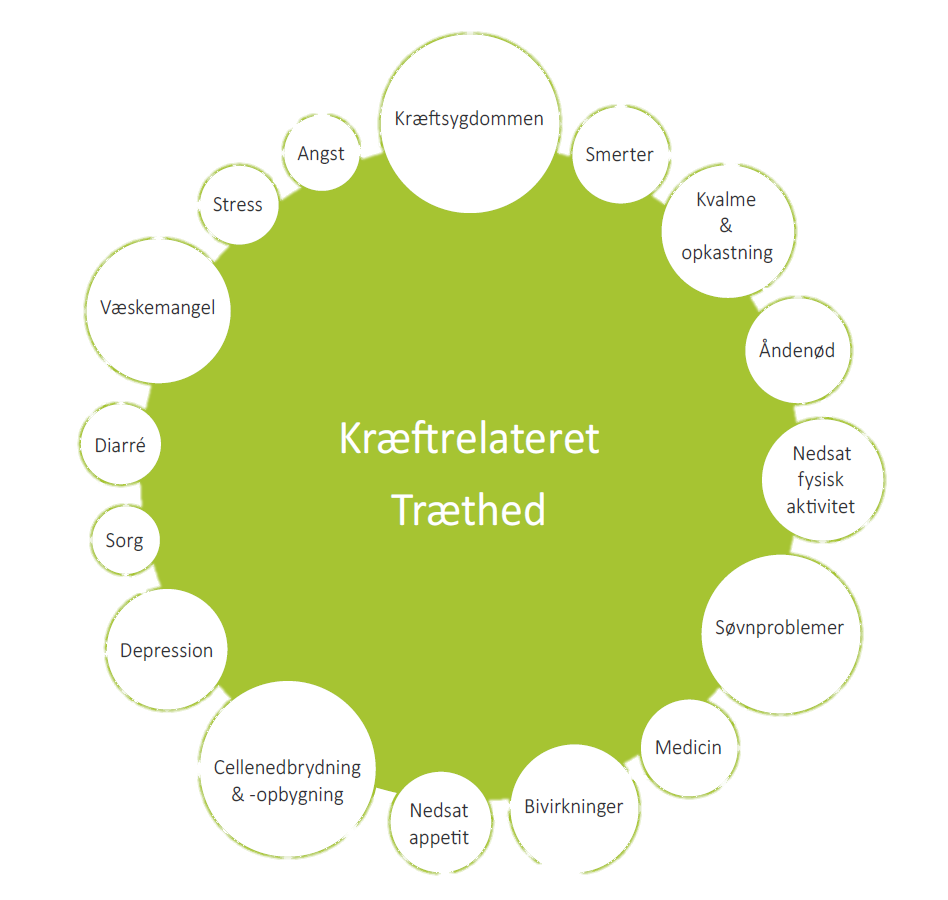 Kræftsygdommen
Smerter
Kvalme
&
opkastning
Åndenød
Nedsat
fysisk
aktivitet
Søvnproblemer
Medicin
Bivirkninger
Nedsat
appetit
Cellenedbrydning
& -opbygning
Depression
Sorg
Diarré
Væskemangel
Stress
Angst
Kræftrelateret
Træthed